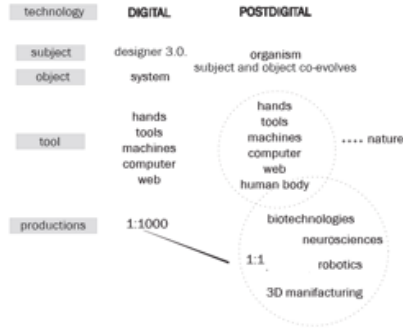 technology DIGITAL POSTDIGITAL
subject designer 3.0. organism
subject and object co-evolves
object system
hands
tools
machines
computer
web
tool
hands
tools
machines
computer
web
human body
.... nature
productions 1:1000
biotechnologies
neurosciences
1:1
robotics
3D manifacturing